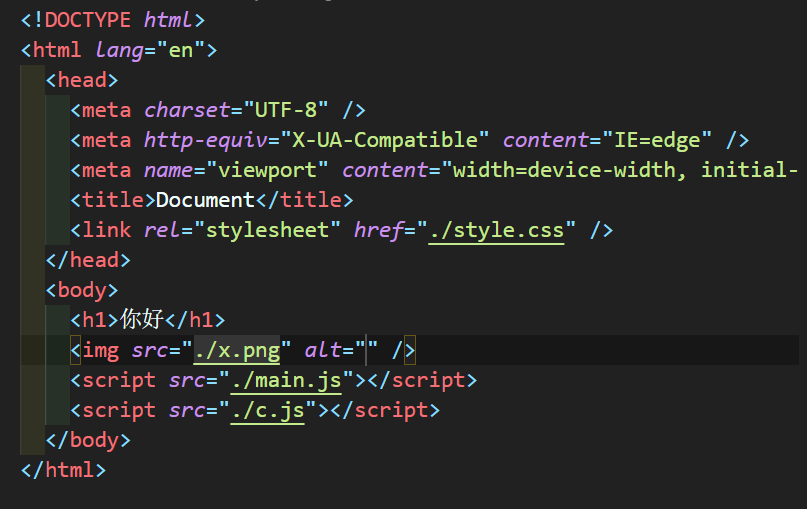 <!DOCTYPE html>
<html lang="en">
<head>
<meta charset="UTF-8" />
<meta http-equiv="X-UA-Compatible" content="IE=edge" />
<meta name="viewport" content="width=device-width, initial-
<title>Document</title>
<link rel="stylesheet" href="./style.css" />
</head>
<body>
<h1>你好</h1>
<img src="./x.png" alt="" />
<script src="./main.js"></script>
<script src="./c.js"></script>
</body>
</html>